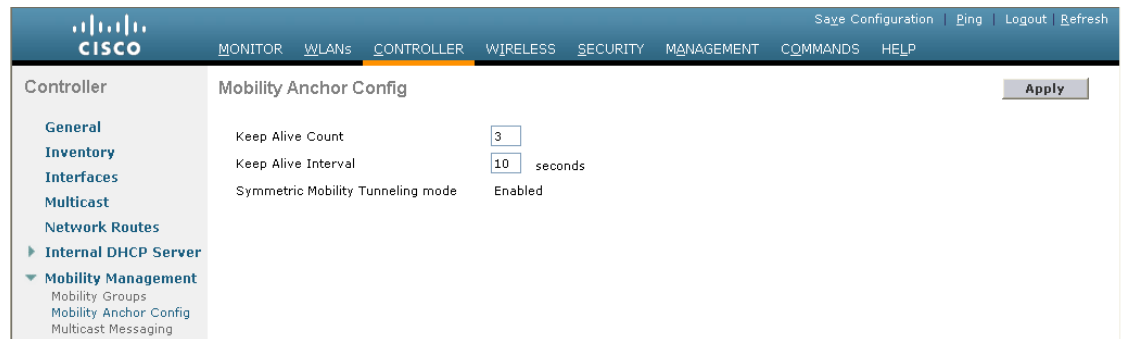 Save Configuration | Ping | Logout | Refresh
CISCO
MONITOR WLANs CONTROLLER WIRELESS SECURITY MANAGEMENT COMMANDS HELP
Controller
Mobility Anchor Config
Apply
General
Inventory
Interfaces
Multicast
Network Routes
Internal DHCP Server
Mobility Management
Mobility Groups
Mobility Anchor Config
Multicast Messaging
Keep Alive Count 3
Keep Alive Interval 10 seconds
Symmetric Mobility Tunneling mode Enabled